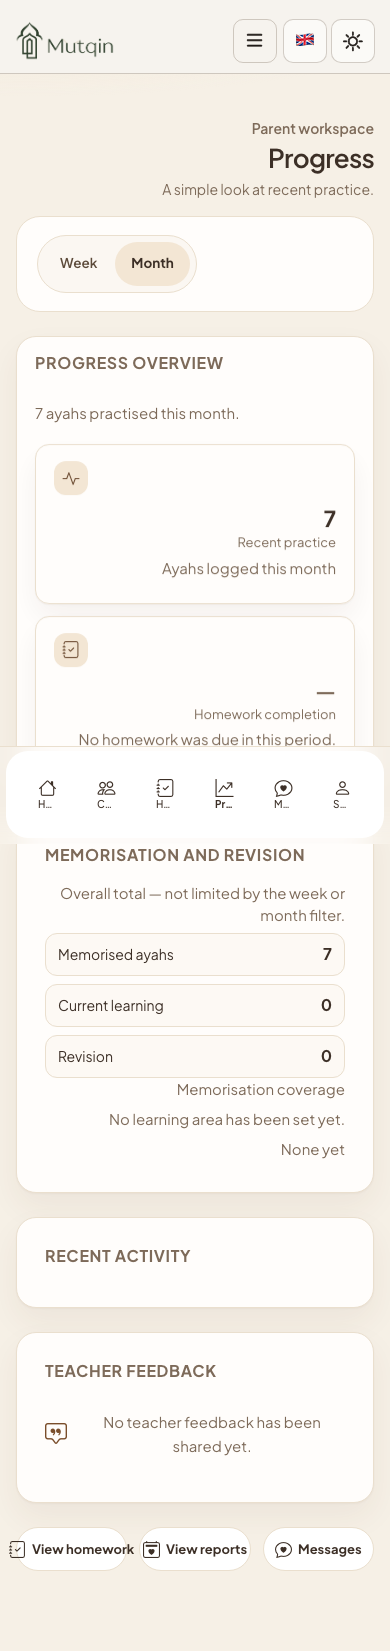 Mutqin
Parent workspace
Progress
A simple look at recent practice.
Week Month
PROGRESS OVERVIEW
7 ayahs practised this month.
7
Recent practice
Ayahs logged this month
—
Homework completion
No homework was due in this period.
H... C... H... Pr... M... S...
MEMORISATION AND REVISION
Overall total — not limited by the week or
month filter.
Memorised ayahs 7
Current learning 0
Revision 0
Memorisation coverage
No learning area has been set yet.
None yet
RECENT ACTIVITY
TEACHER FEEDBACK
No teacher feedback has been
shared yet.
View homework View reports Messages